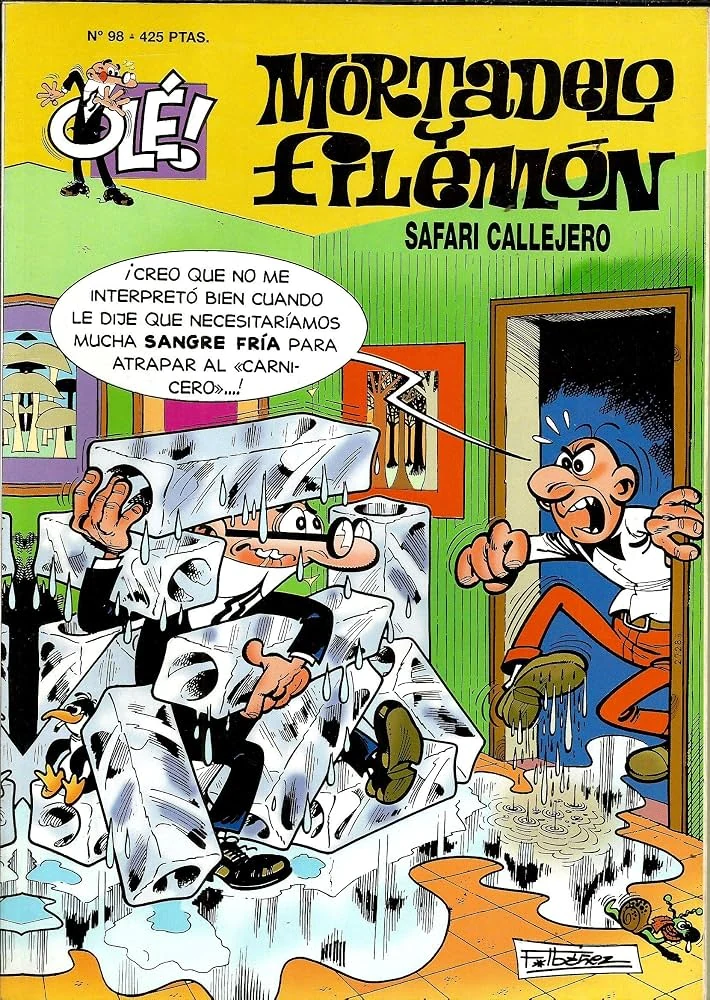 Nº 98 - 425 PTAS.
OLÉ!
MORTADELO
Y
FILEMÓN
SAFARI CALLEJERO
¡CREO QUE NO ME
INTERPRETÓ BIEN CUANDO
LE DIJE QUE NECESITARÍAMOS
MUCHA SANGRE FRÍA PARA
ATRAPAR AL «CARNI-
CERO»....!
F. Ibáñez